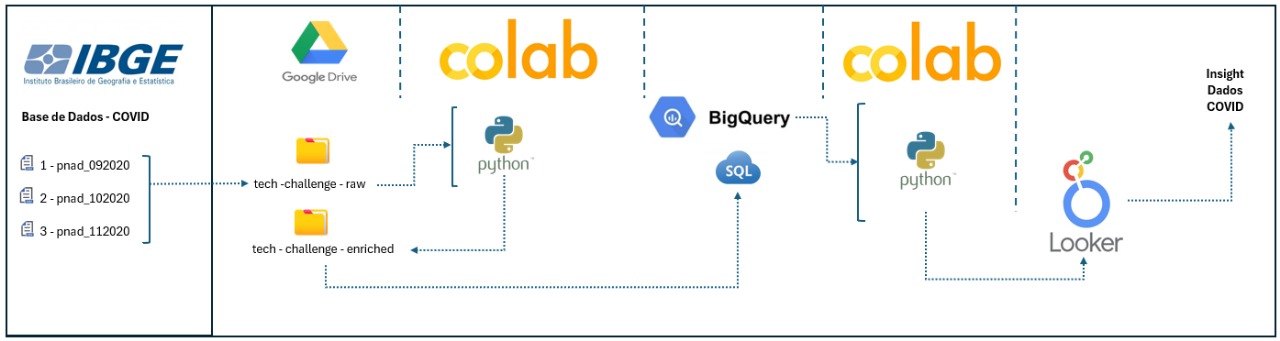 IBGE
Instituto Brasileiro de Geografia e Estatística
Base de Dados - COVID
1 - pnad_092020
2 - pnad_102020
3 - pnad_112020
Google Drive
tech -challenge - raw
tech - challenge - enriched
colab
python™
BigQuery
SQL
colab
python™
Looker
Insight
Dados
COVID